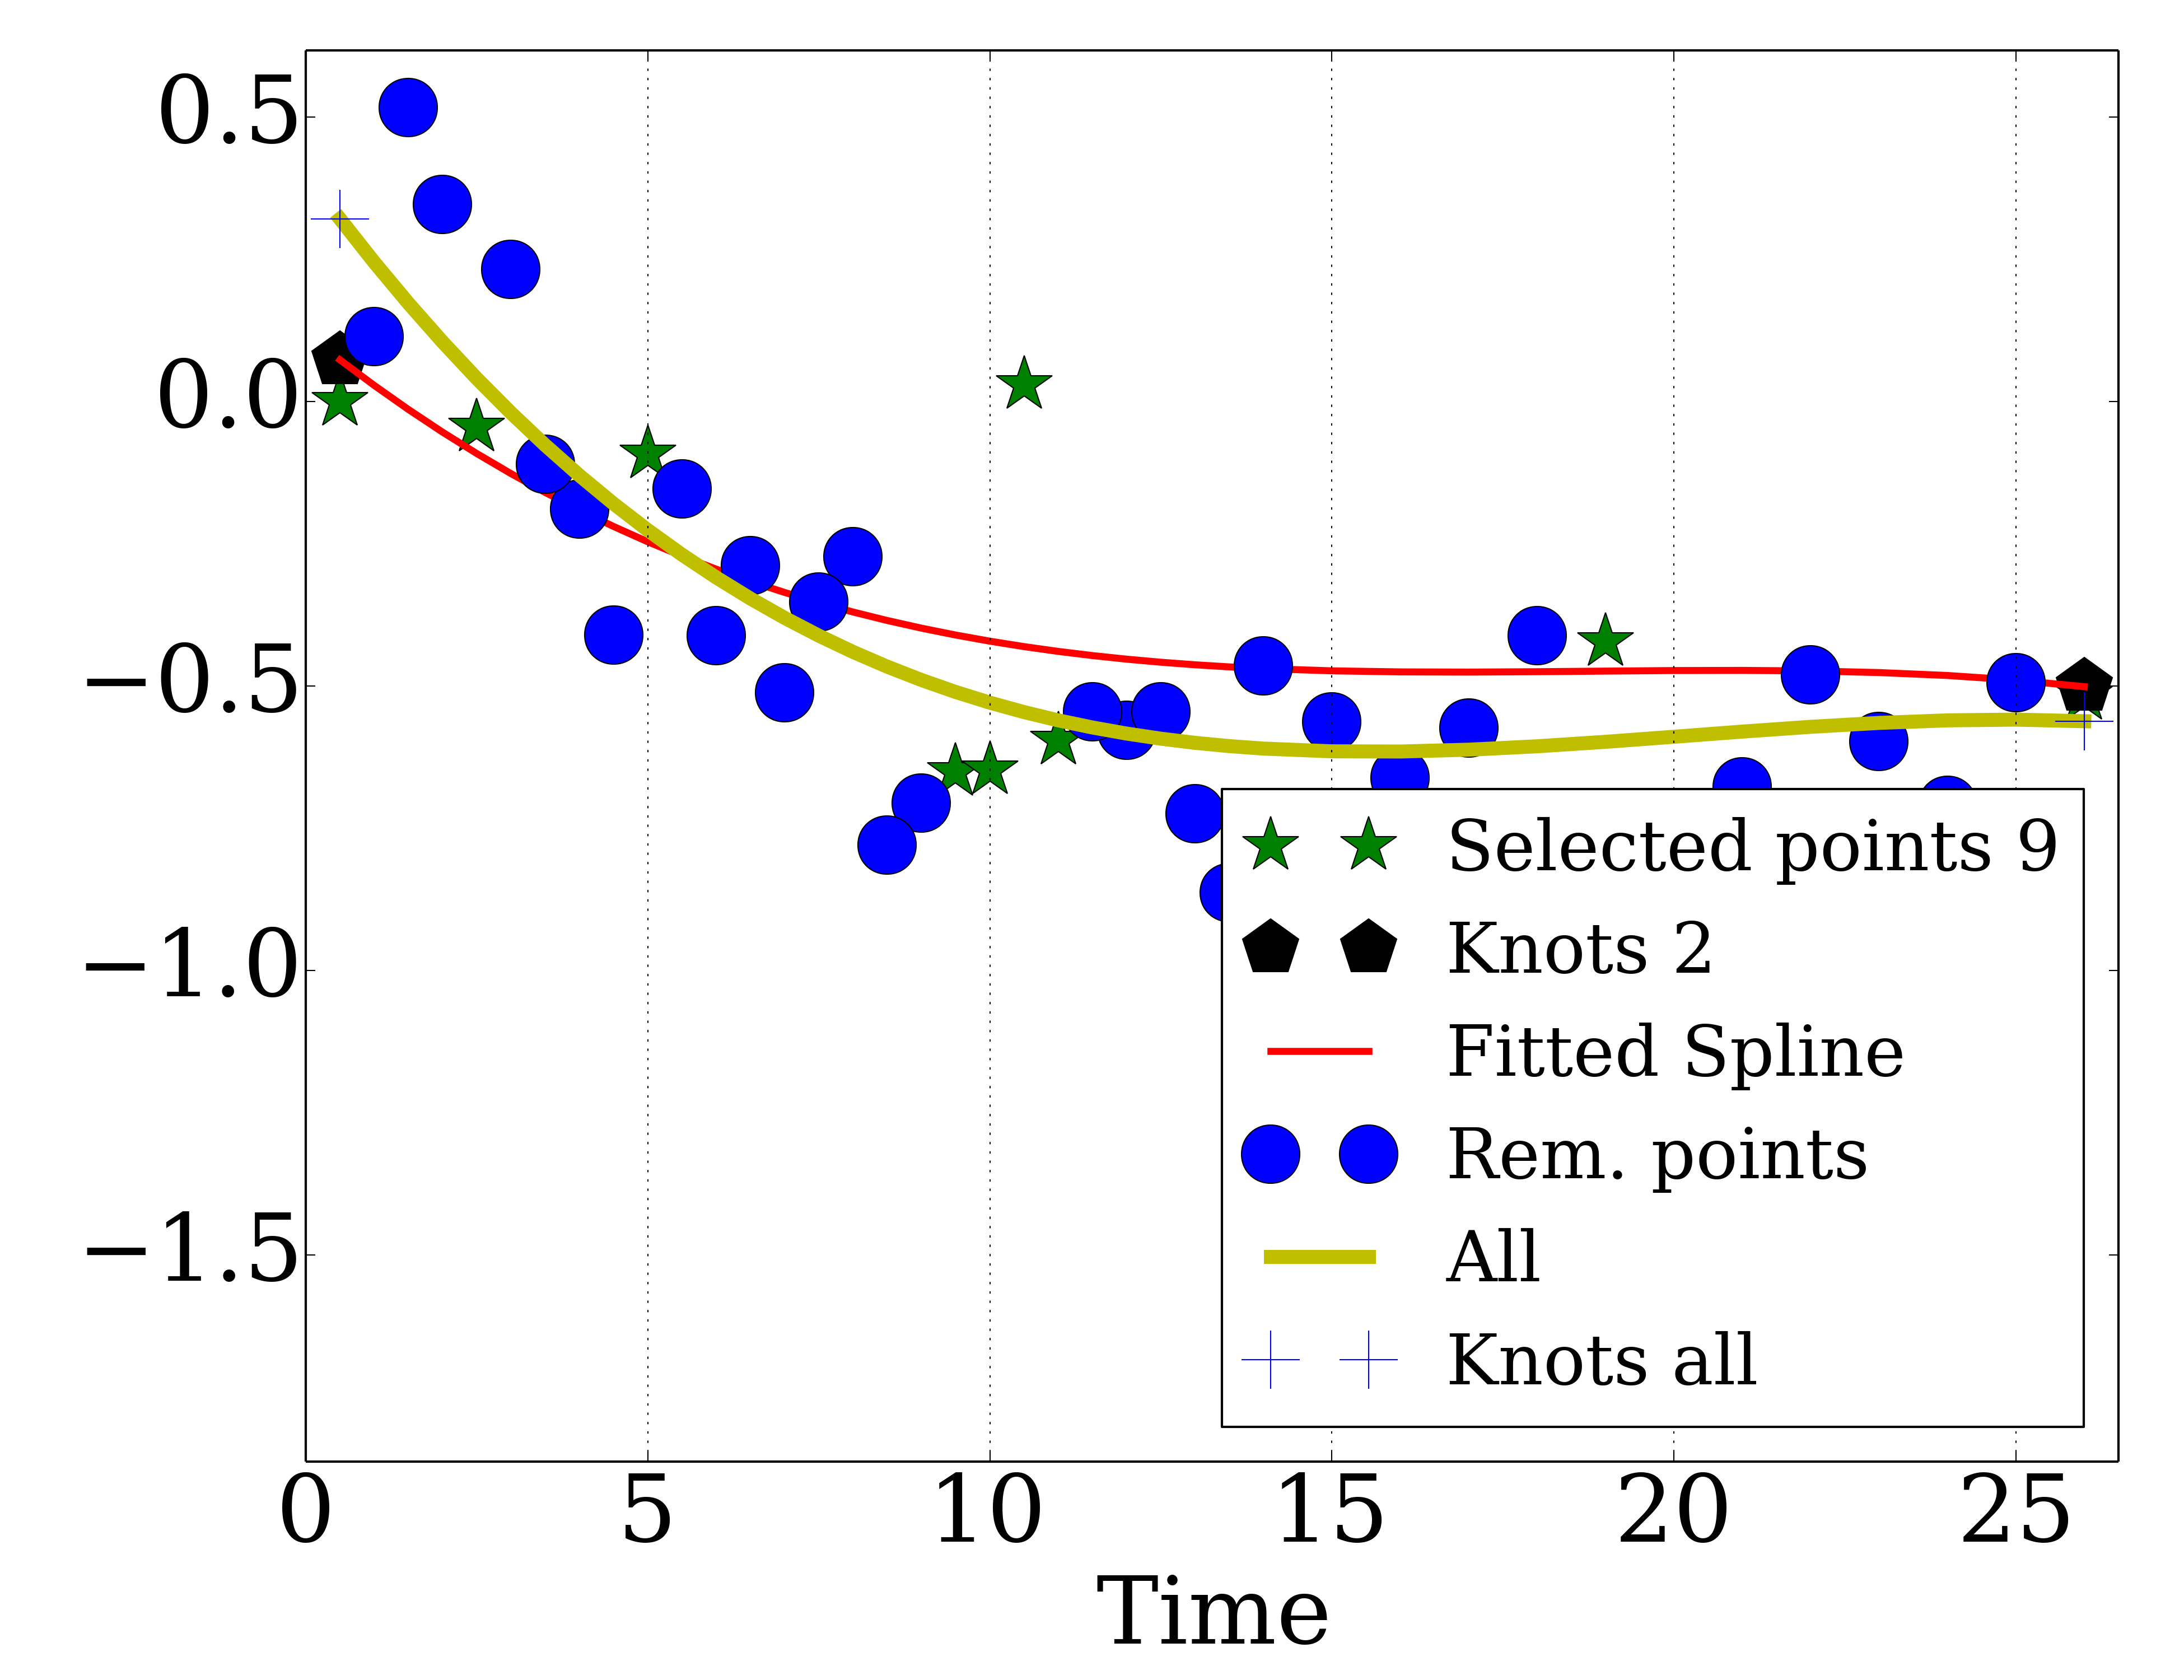 0.5
0.0
−0.5
−1.0
−1.5
Selected points 9
Knots 2
Fitted Spline
Rem. points
All
Knots all
0 5 10 15 20 25
Time